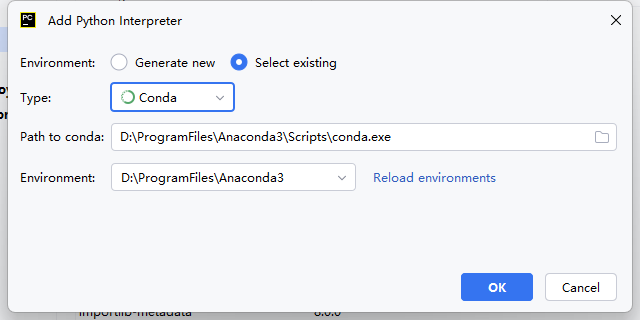 PC Add Python Interpreter
Environment: Generate new Select existing
Type: Conda
Path to conda: D:\ProgramFiles\Anaconda3\Scripts\conda.exe
Environment: D:\ProgramFiles\Anaconda3 Reload environments
OK Cancel